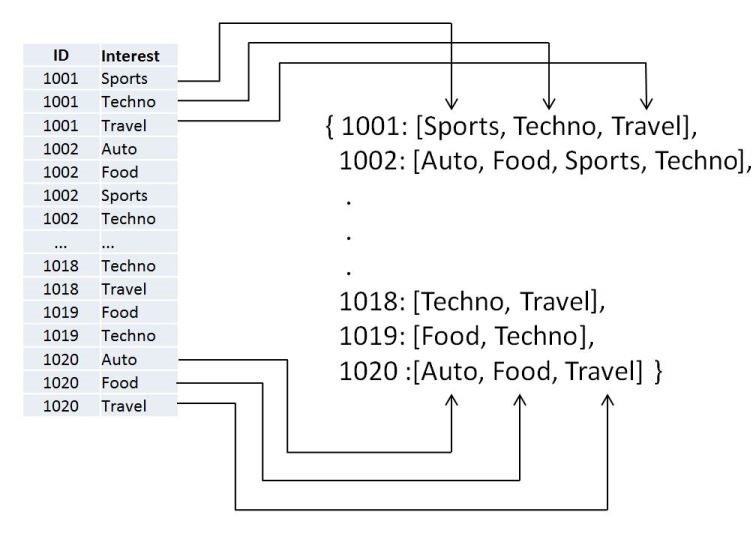 ID Interest
1001 Sports
1001 Techno
1001 Travel
1002 Auto
1002 Food
1002 Sports
1002 Techno
... ...
1018 Techno
1018 Travel
1019 Food
1019 Techno
1020 Auto
1020 Food
1020 Travel
{ 1001: [Sports, Techno, Travel],
1002: [Auto, Food, Sports, Techno],
.
.
.
1018: [Techno, Travel],
1019: [Food, Techno],
1020 :[Auto, Food, Travel] }